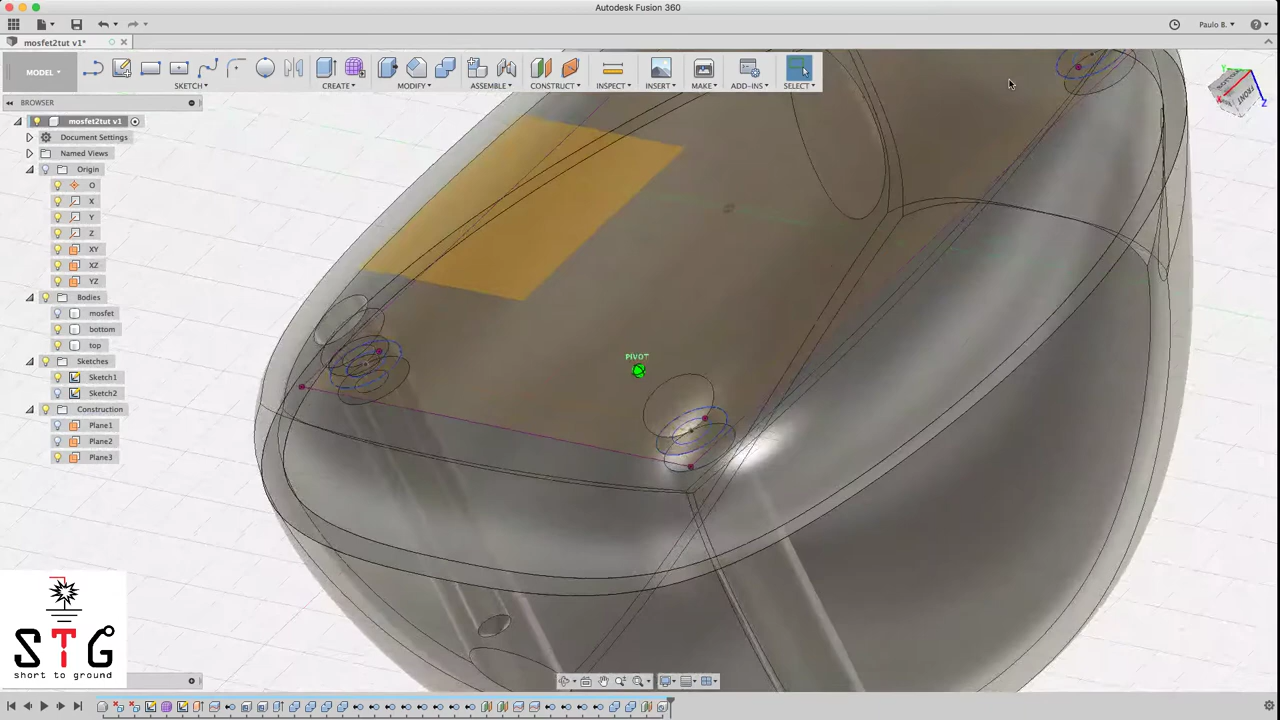 Autodesk Fusion 360
Paulo B.
mosfet2tut v1*
MODEL
SKETCH
CREATE
MODIFY
ASSEMBLE
CONSTRUCT
INSPECT
INSERT
MAKE
ADD-INS
SELECT
BROWSER
mosfet2tut v1
Document Settings
Named Views
Origin
O
X
Y
Z
XY
XZ
YZ
Bodies
mosfet
bottom
top
Sketches
Sketch1
Sketch2
Construction
Plane1
Plane2
Plane3
PIVOT
FRONT
X
Y
Z
STG
short to ground